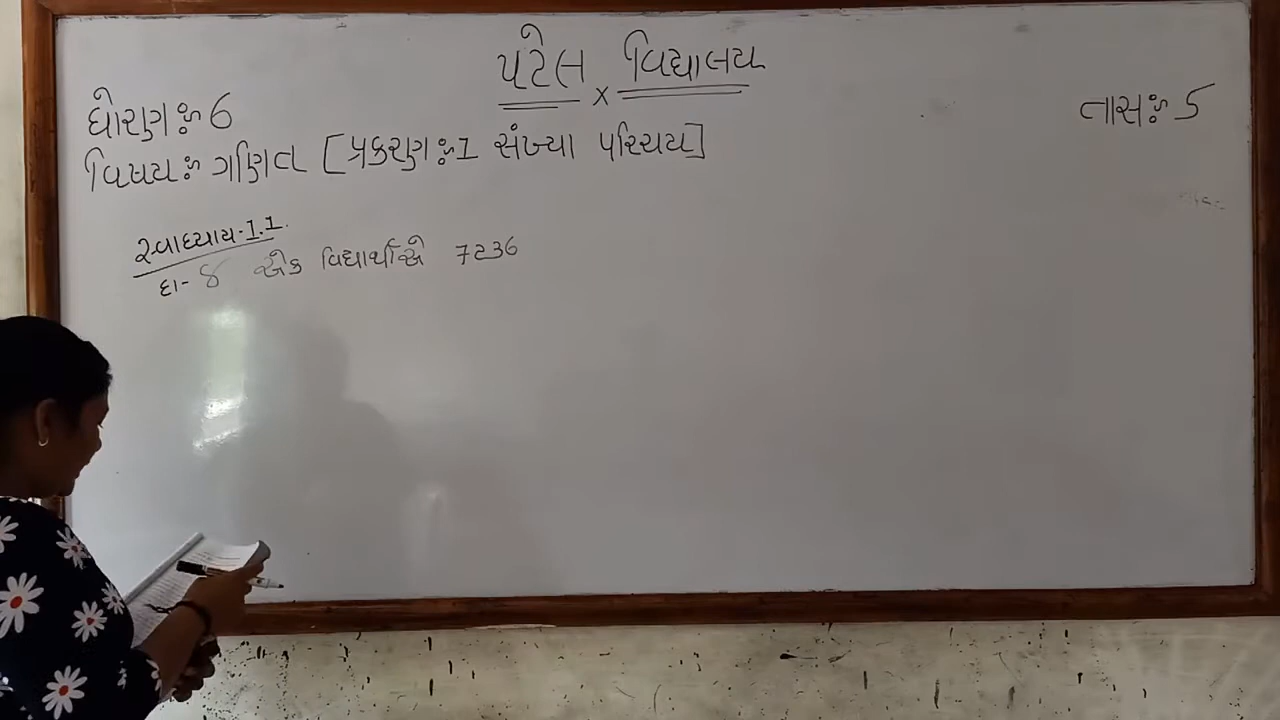 પટેલ × વિદ્યાલય
ધોરણઃ 6
તાસઃ 5
વિષયઃ ગણિત [પ્રકરણઃ 1 સંખ્યા પરિચય]
સ્વાધ્યાય-1.1.
દા- 8 એક વિદ્યાર્થીએ 7236